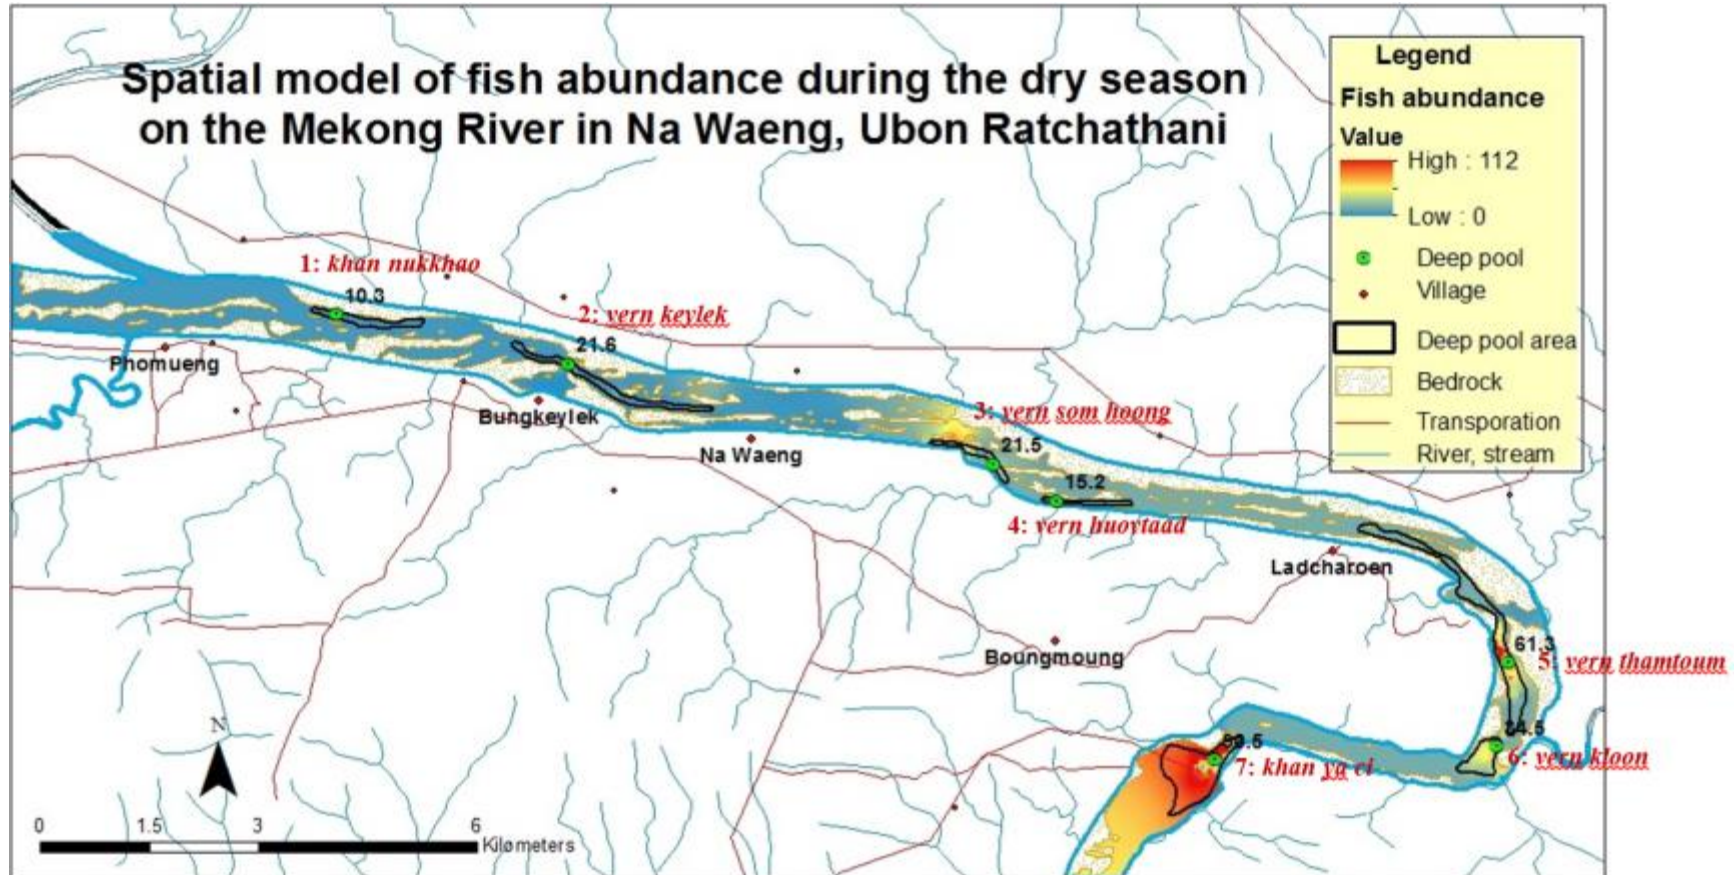 Spatial model of fish abundance during the dry season
on the Mekong River in Na Waeng, Ubon Ratchathani
Legend
Fish abundance
Value
High : 112
Low : 0
Deep pool
Village
Deep pool area
Bedrock
Transporation
River, stream
1: khan nukkhao
10.3
2: vern keylek
21.6
Phomueng
Bungkeylek
Na Waeng
3: vern som hoong
21.5
15.2
4: vern huoytaad
Ladcharoen
Boungmoung
61.3
5: vern thamtoum
34.5
6: vern kloon
7: khan ya ci
N
0 1.5 3 6
Kilometers